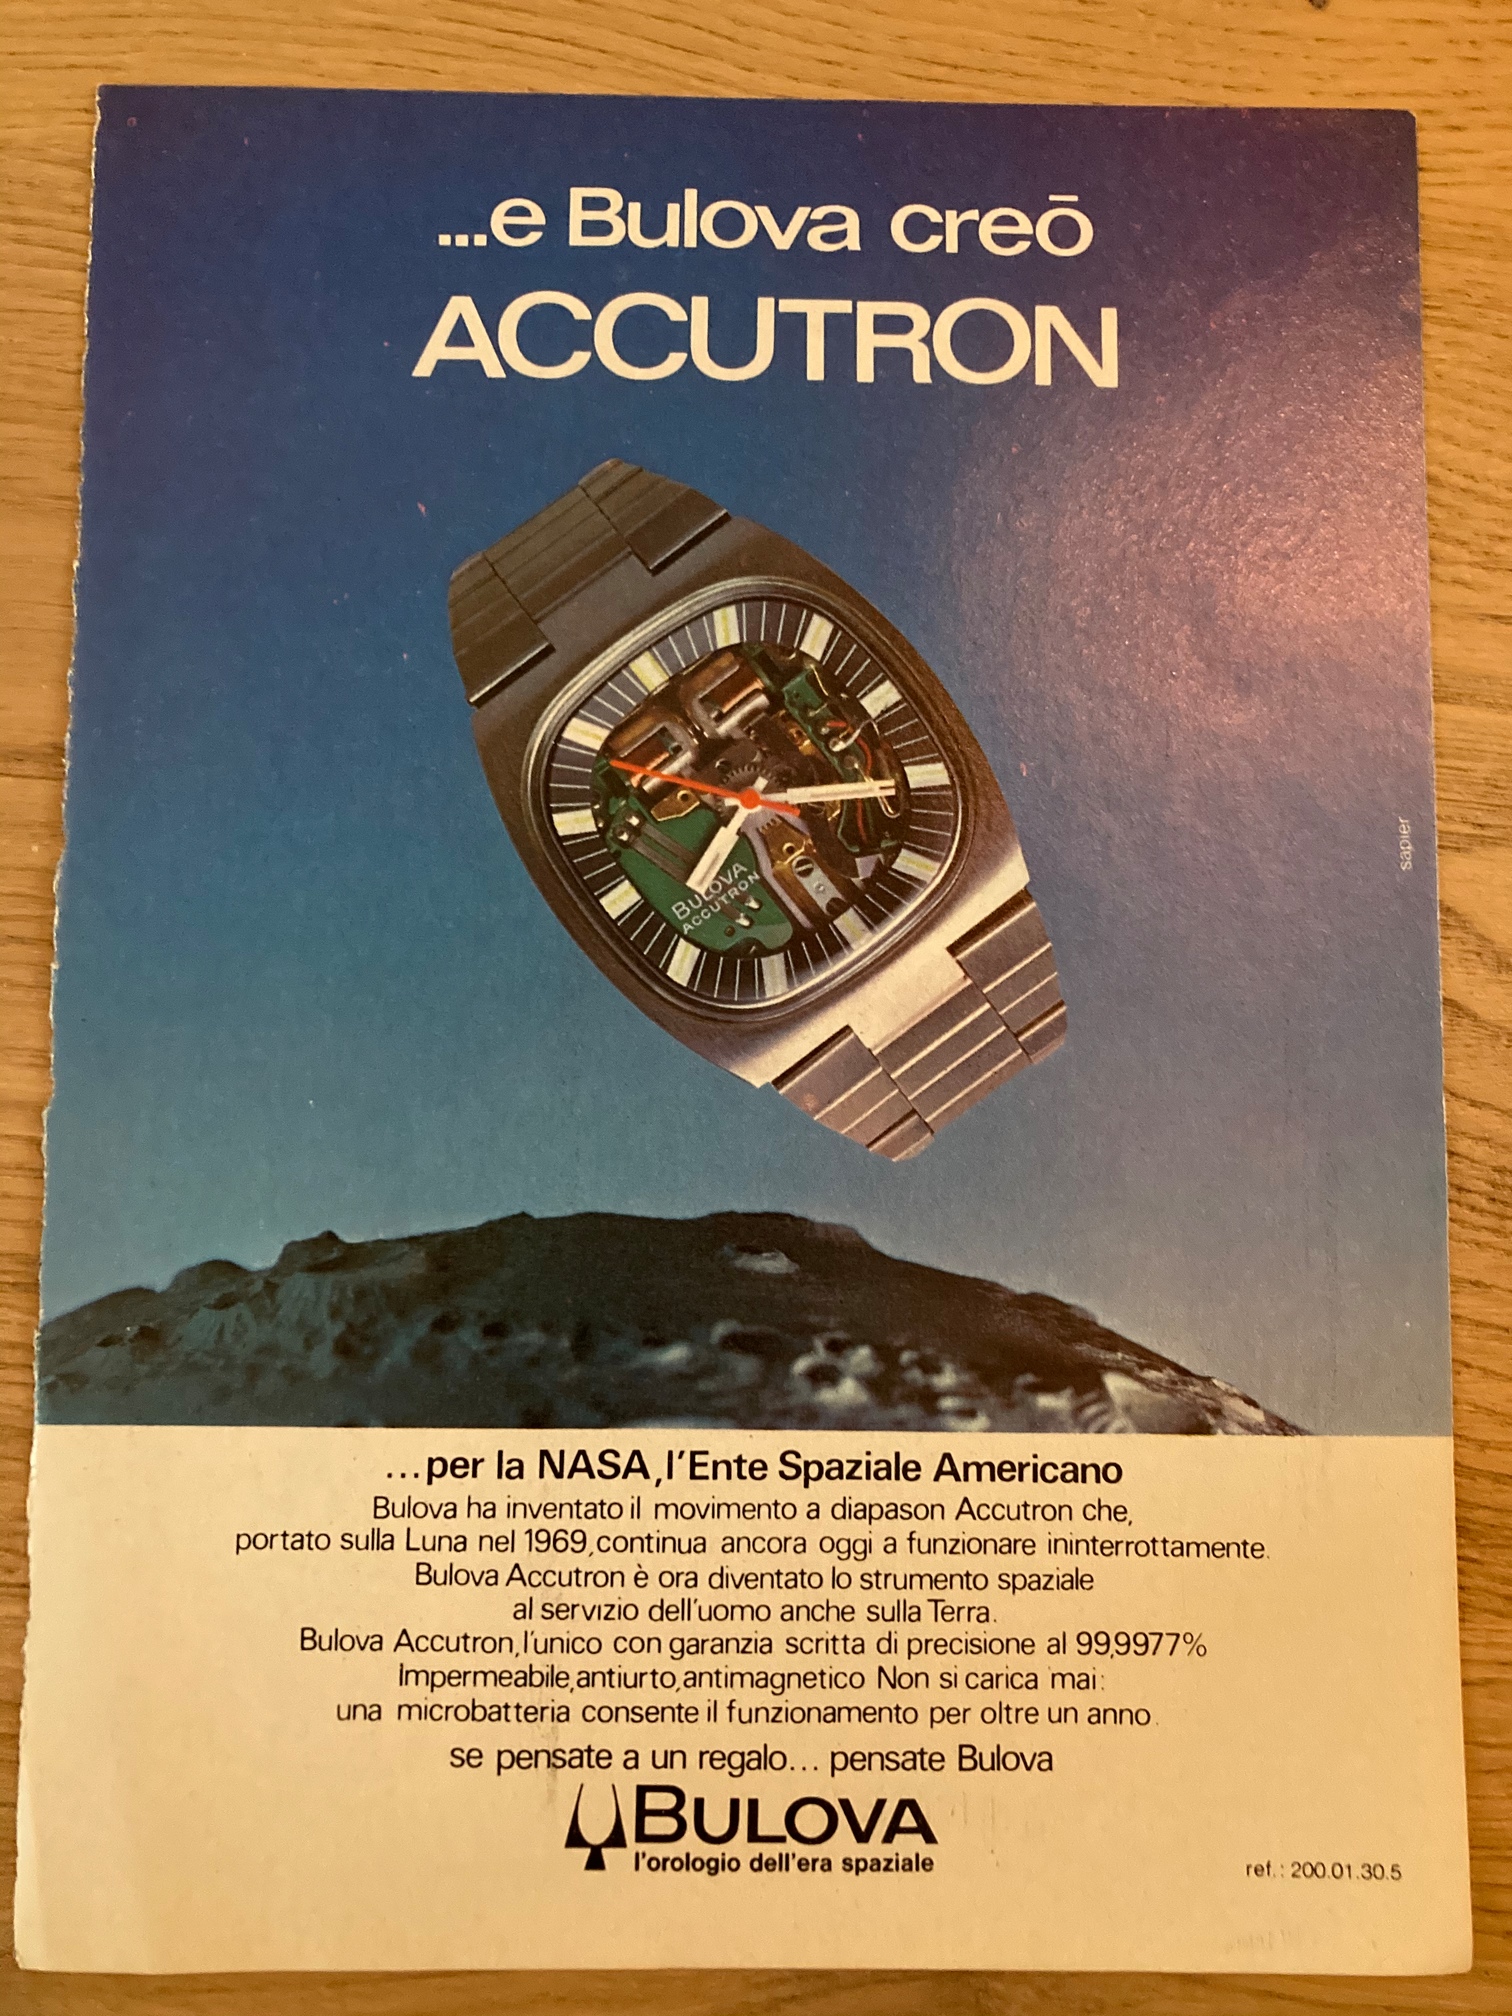 ...e Bulova creō
ACCUTRON
BULOVA
ACCUTRON
sapier
...per la NASA, l'Ente Spaziale Americano
Bulova ha inventato il movimento a diapason Accutron che,
portato sulla Luna nel 1969, continua ancora oggi a funzionare ininterrottamente.
Bulova Accutron è ora diventato lo strumento spaziale
al servizio dell'uomo anche sulla Terra.
Bulova Accutron, l'unico con garanzia scritta di precisione al 99,9977%
Impermeabile, antiurto, antimagnetico Non si carica mai:
una microbatteria consente il funzionamento per oltre un anno.
se pensate a un regalo... pensate Bulova
BULOVA
l'orologio dell'era spaziale
ref.: 200.01.30.5